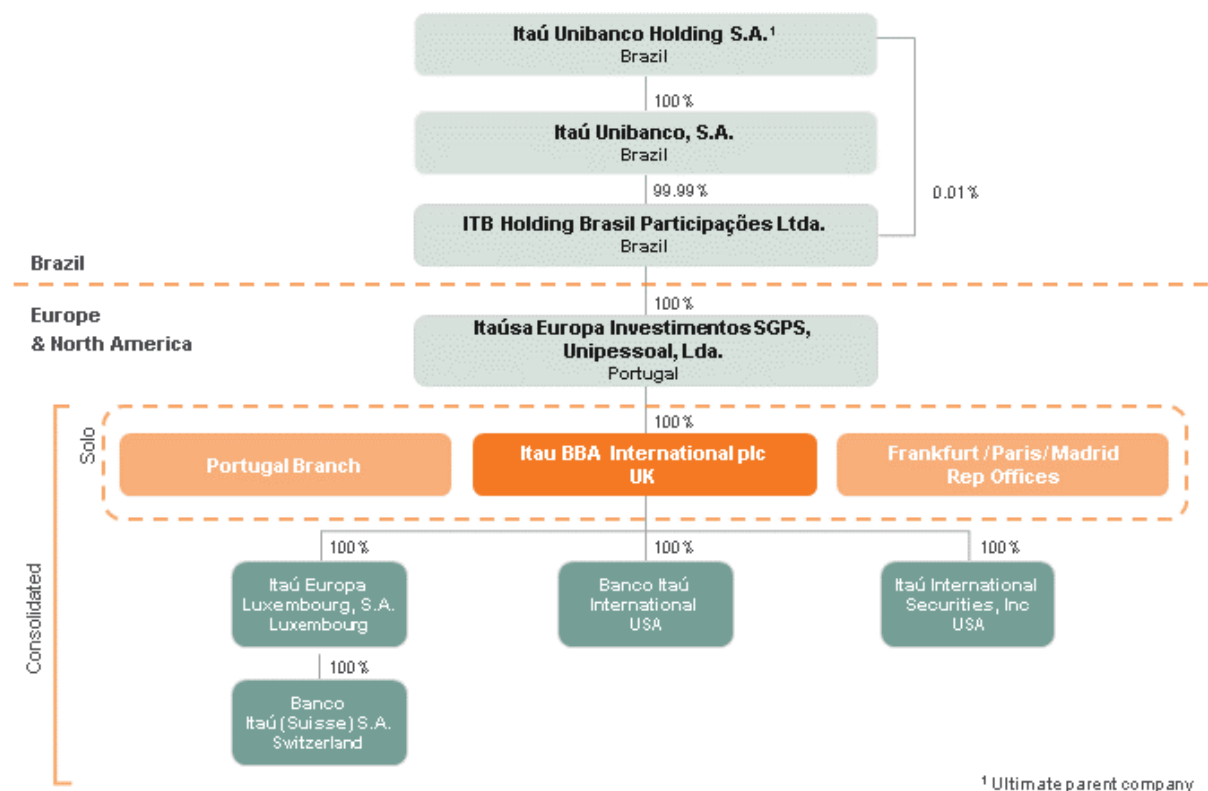 Itaú Unibanco Holding S.A.¹
Brazil
100%
Itaú Unibanco, S.A.
Brazil
99.99%
0.01%
ITB Holding Brasil Participações Ltda.
Brazil
Brazil
100%
Europe
& North America
Itaúsa Europa Investimentos SGPS,
Unipessoal, Lda.
Portugal
100%
Solo
Portugal Branch
Itau BBA International plc
UK
Frankfurt/Paris/Madrid
Rep Offices
Consolidated
100%
100%
100%
Itaú Europa
Luxembourg, S.A.
Luxembourg
Banco Itaú
International
USA
Itaú International
Securities, Inc
USA
100%
Banco
Itaú (Suisse) S.A.
Switzerland
¹ Ultimate parent company